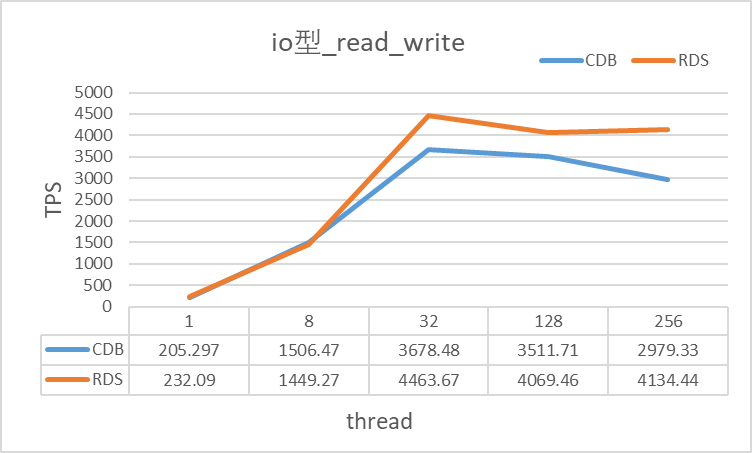 io型_read_write
CDB RDS
5000
4500
4000
3500
3000
2500
2000
1500
1000
500
0
TPS
1 8 32 128 256
CDB 205.297 1506.47 3678.48 3511.71 2979.33
RDS 232.09 1449.27 4463.67 4069.46 4134.44
thread